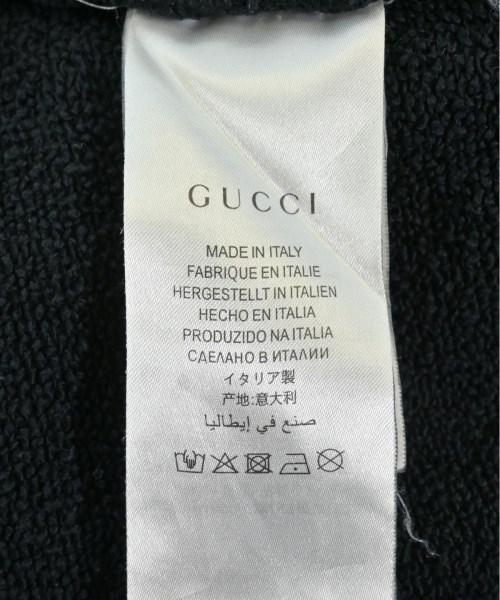 GUCCI
MADE IN ITALY
FABRIQUE EN ITALIE
HERGESTELLT IN ITALIEN
HECHO EN ITALIA
PRODUZIDO NA ITALIA
СДЕЛАНО В ИТАЛИИ
イタリア製
产地:意大利
صنع في إيطاليا